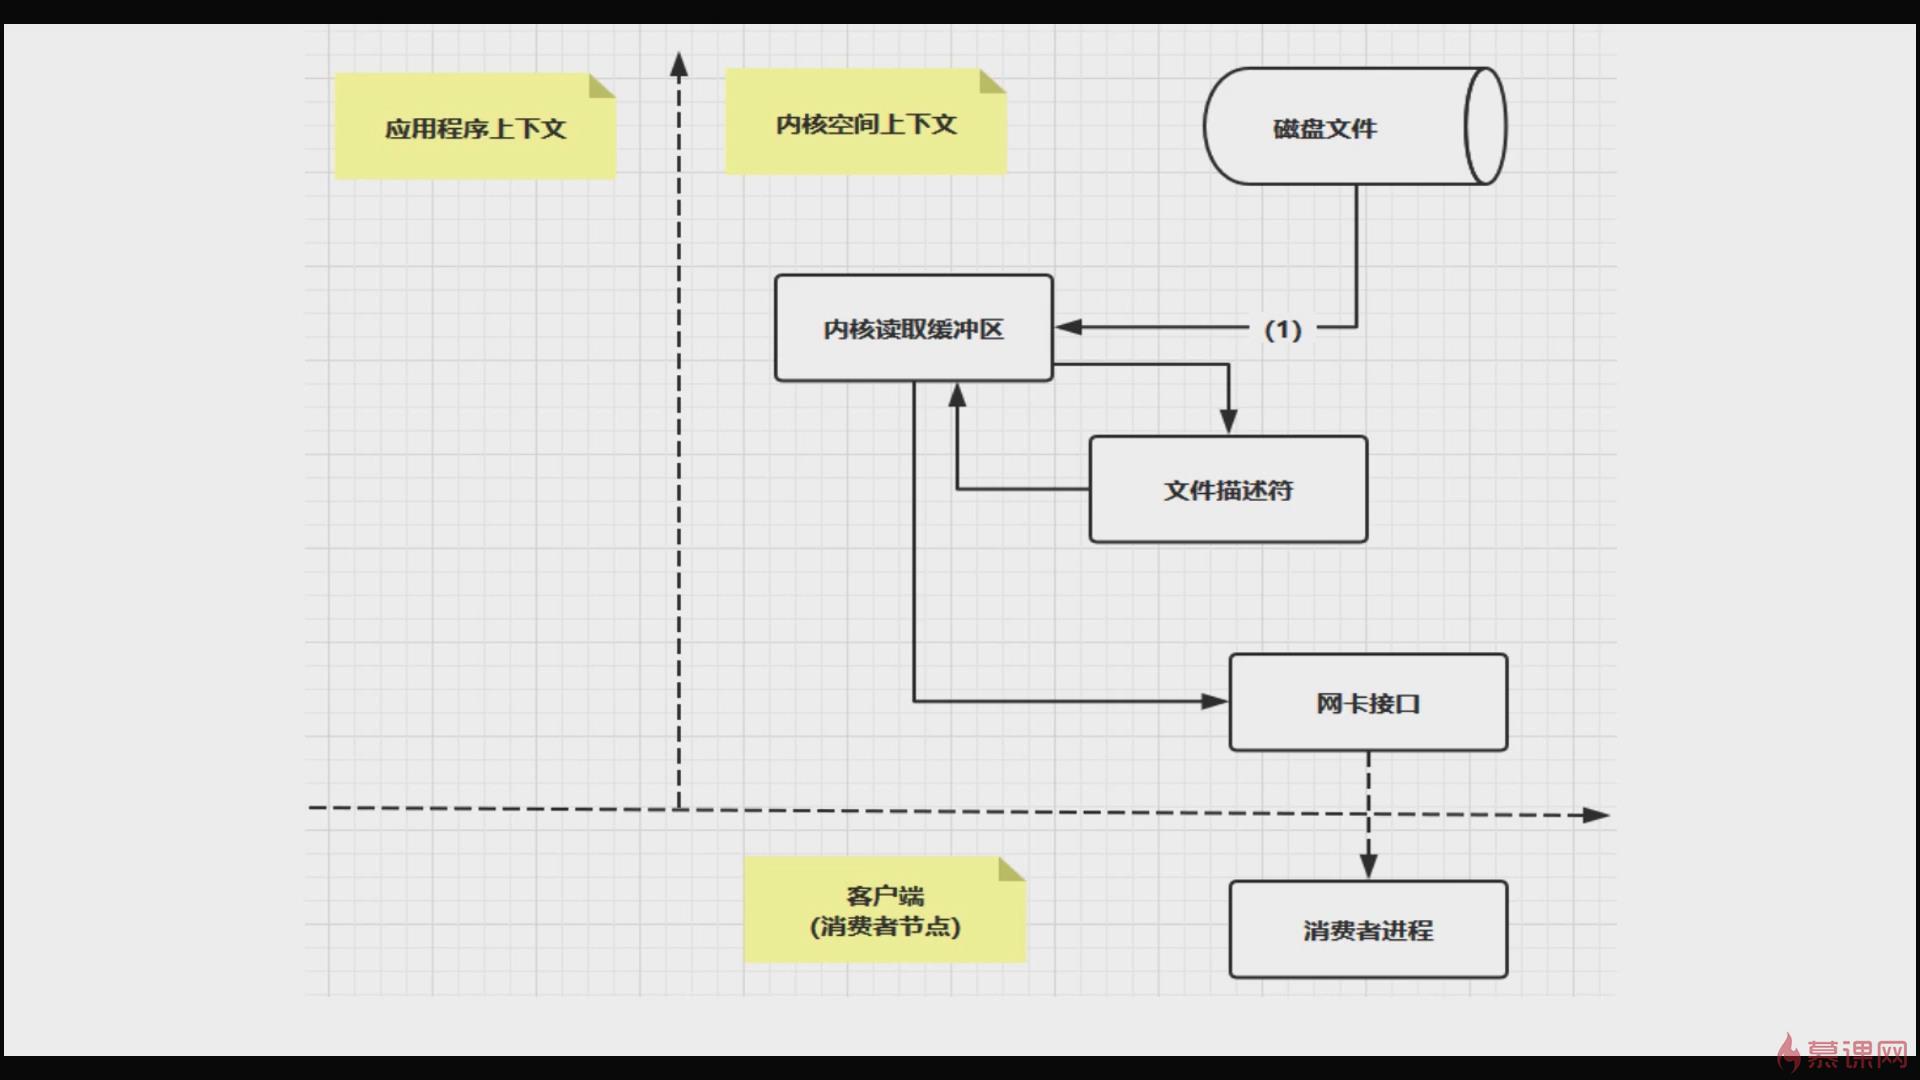 应用程序上下文
内核空间上下文
磁盘文件
内核读取缓冲区
(1)
文件描述符
网卡接口
客户端
(消费者节点)
消费者进程
慕课网